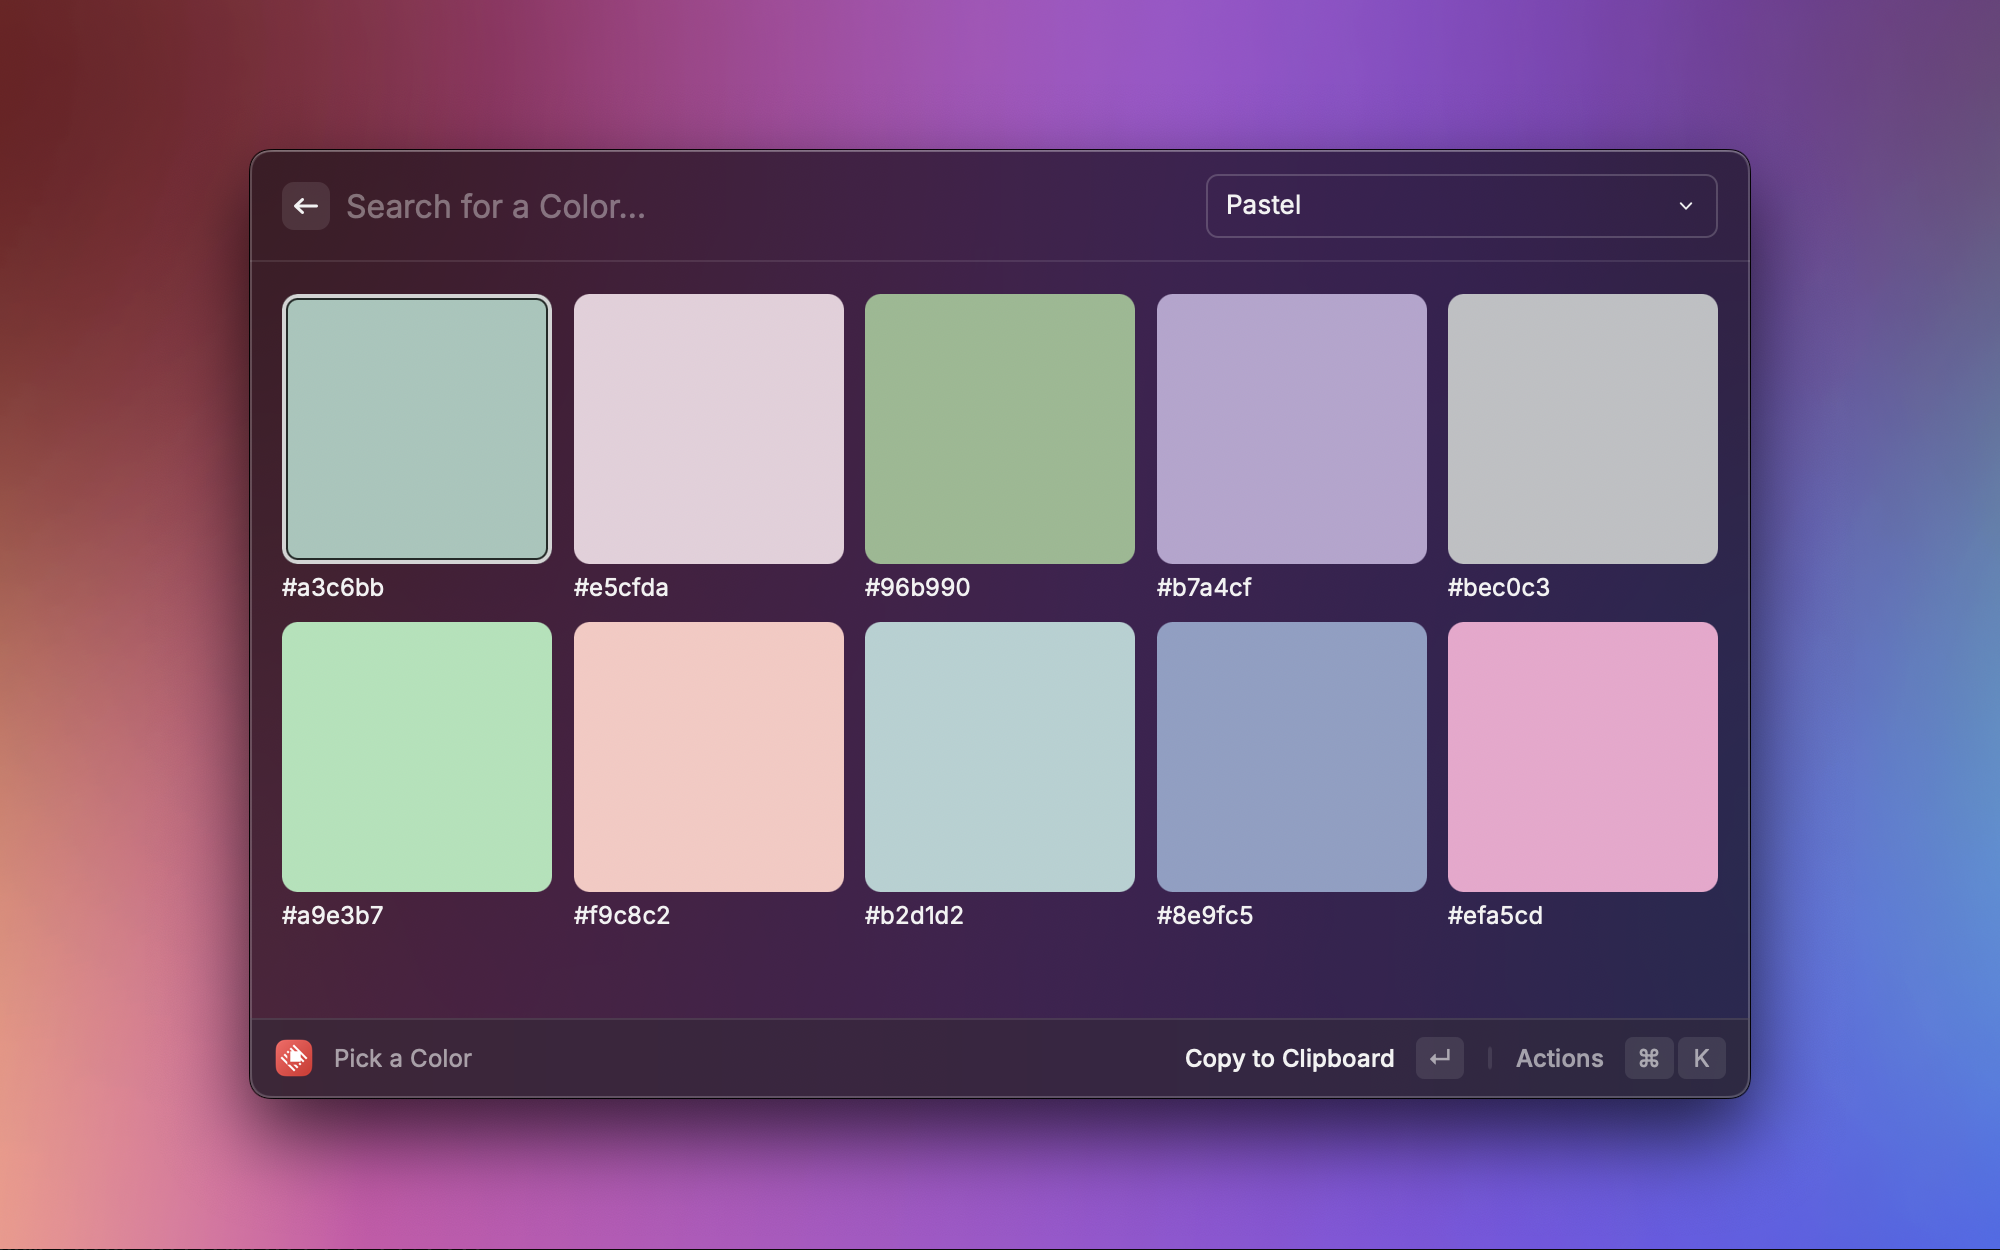 Search for a Color...
Pastel
#a3c6bb
#e5cfda
#96b990
#b7a4cf
#bec0c3
#a9e3b7
#f9c8c2
#b2d1d2
#8e9fc5
#efa5cd
Pick a Color
Copy to Clipboard
Actions
⌘ K